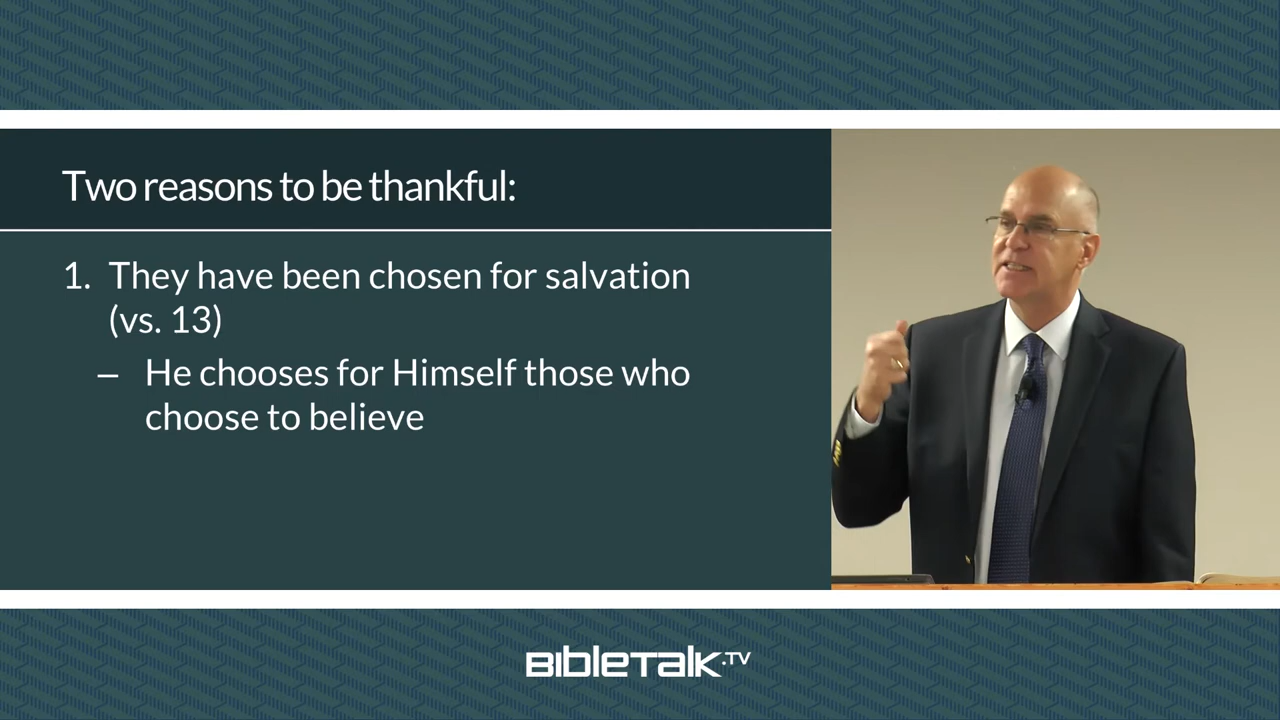 Two reasons to be thankful:
1. They have been chosen for salvation
(vs. 13)
– He chooses for Himself those who
choose to believe
BIBLETALK.TV